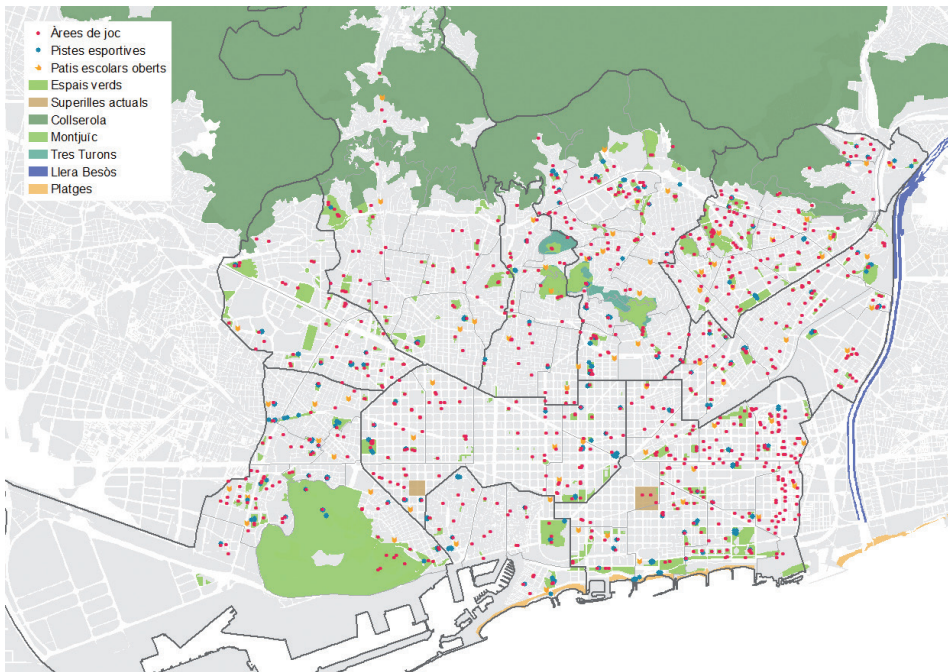 Àrees de joc
Pistes esportives
Patis escolars oberts
Espais verds
Superilles actuals
Collserola
Montjuïc
Tres Turons
Llera Besòs
Platges